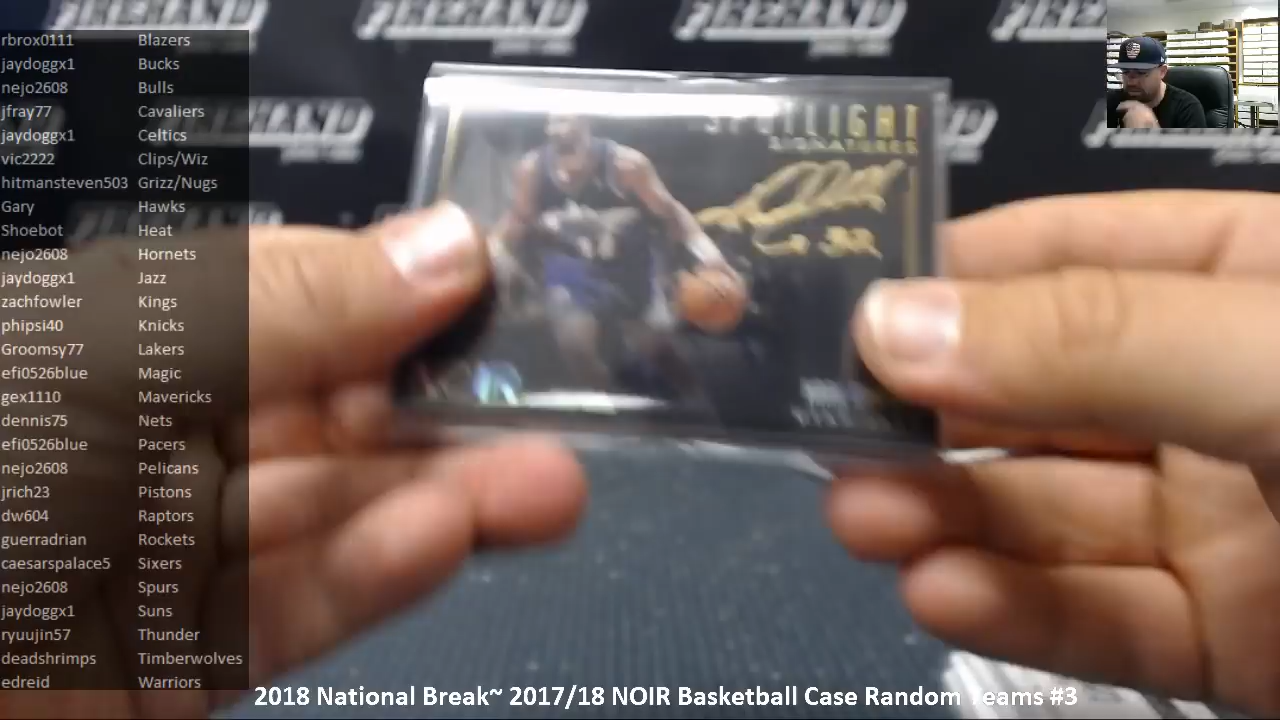 rbrox0111 Blazers
jaydoggx1 Bucks
nejo2608 Bulls
jfray77 Cavaliers
jaydoggx1 Celtics
vic2222 Clips/Wiz
hitmansteven503 Grizz/Nugs
Gary Hawks
Shoebot Heat
nejo2608 Hornets
jaydoggx1 Jazz
zachfowler Kings
phipsi40 Knicks
Groomsy77 Lakers
efi0526blue Magic
gex1110 Mavericks
dennis75 Nets
efi0526blue Pacers
nejo2608 Pelicans
jrich23 Pistons
dw604 Raptors
guerradrian Rockets
caesarspalace5 Sixers
nejo2608 Spurs
jaydoggx1 Suns
ryuujin57 Thunder
deadshrimps Timberwolves
edreid Warriors
SPOTLIGHT
SIGNATURES
32
2018 National Break~ 2017/18 NOIR Basketball Case Random Teams #3